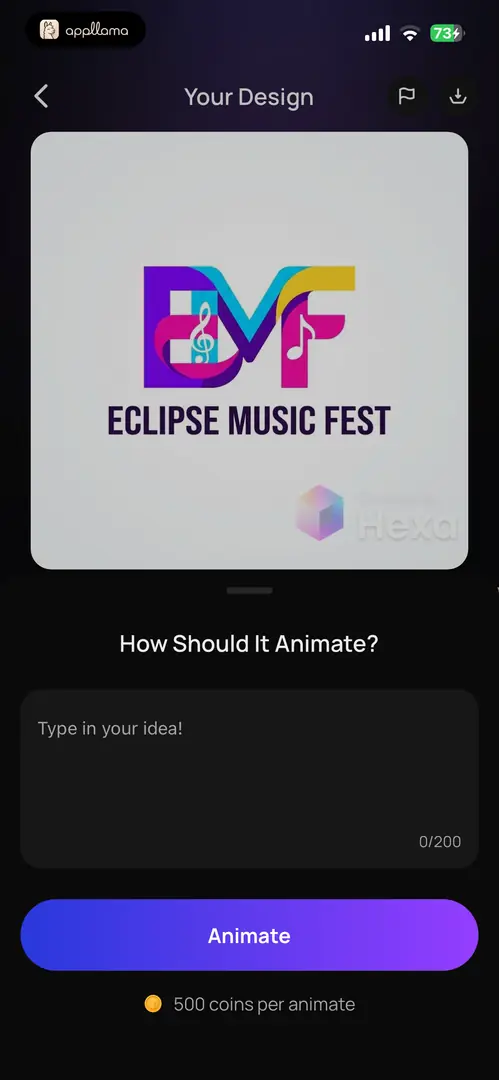 appllama
73
Your Design
EMF
ECLIPSE MUSIC FEST
Hexa
How Should It Animate?
Type in your idea!
0/200
Animate
500 coins per animate